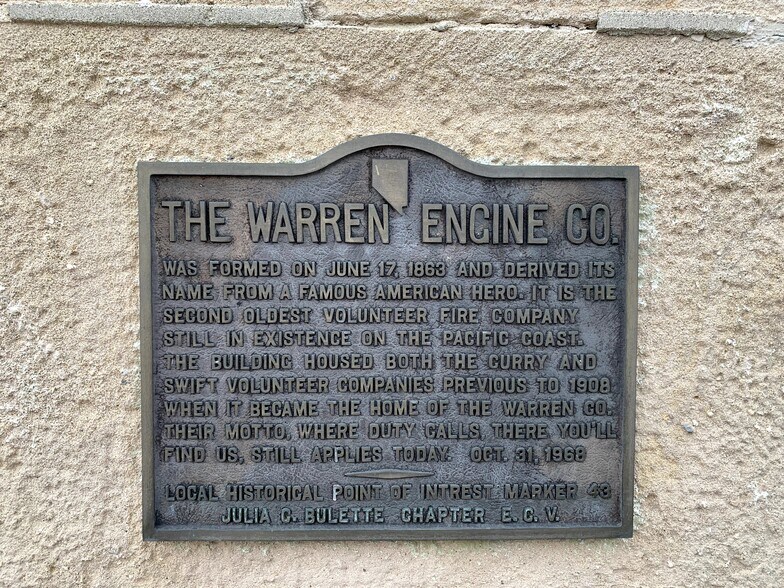 THE WARREN ENGINE CO.
WAS FORMED ON JUNE 17, 1863 AND DERIVED ITS
NAME FROM A FAMOUS AMERICAN HERO. IT IS THE
SECOND OLDEST VOLUNTEER FIRE COMPANY
STILL IN EXISTENCE ON THE PACIFIC COAST.
THE BUILDING HOUSED BOTH THE CURRY AND
SWIFT VOLUNTEER COMPANIES PREVIOUS TO 1908
WHEN IT BECAME THE HOME OF THE WARREN CO.
THEIR MOTTO, WHERE DUTY CALLS, THERE YOU'LL
FIND US, STILL APPLIES TODAY. OCT. 31, 1968
LOCAL HISTORICAL POINT OF INTREST MARKER 43
JULIA C. BULETTE CHAPTER E. C. V.